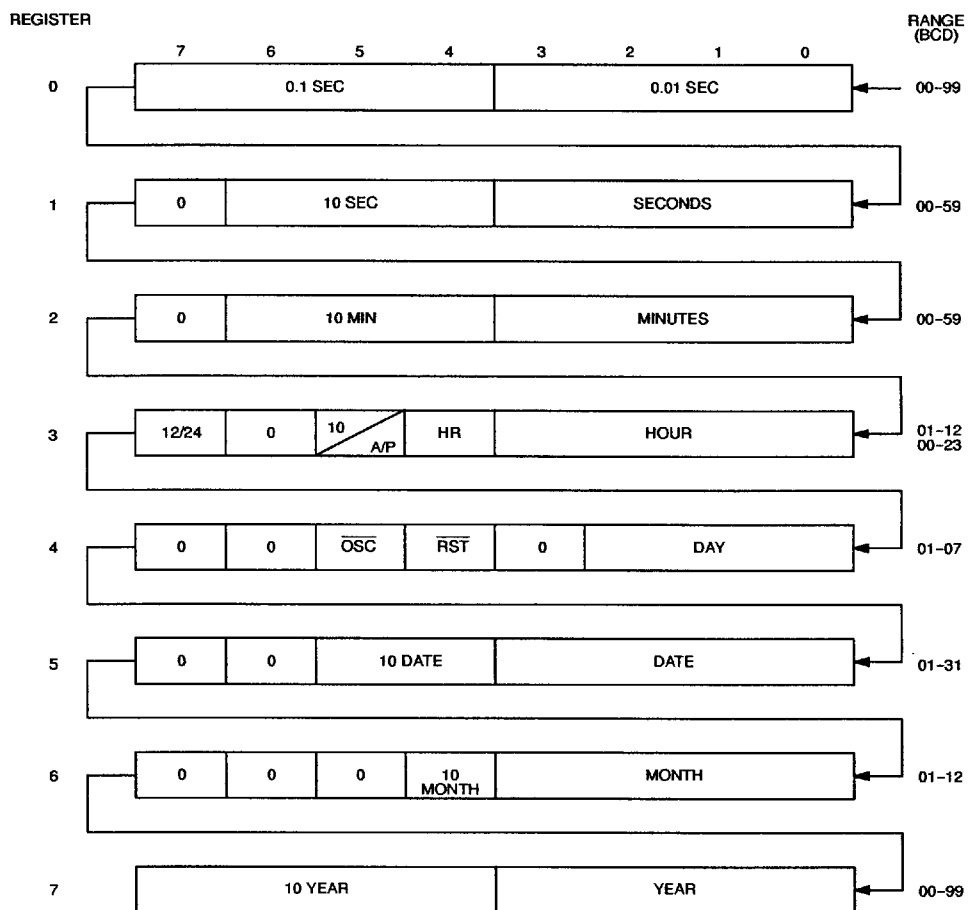 REGISTER RANGE (BCD)
7 6 5 4 3 2 1 0
0 0.1 SEC 0.01 SEC 00-99
1 0 10 SEC SECONDS 00-59
2 0 10 MIN MINUTES 00-59
3 12/24 0 10 A/P HR HOUR 01-12 00-23
4 0 0 OSC RST 0 DAY 01-07
5 0 0 10 DATE DATE 01-31
6 0 0 0 10 MONTH MONTH 01-12
7 10 YEAR YEAR 00-99